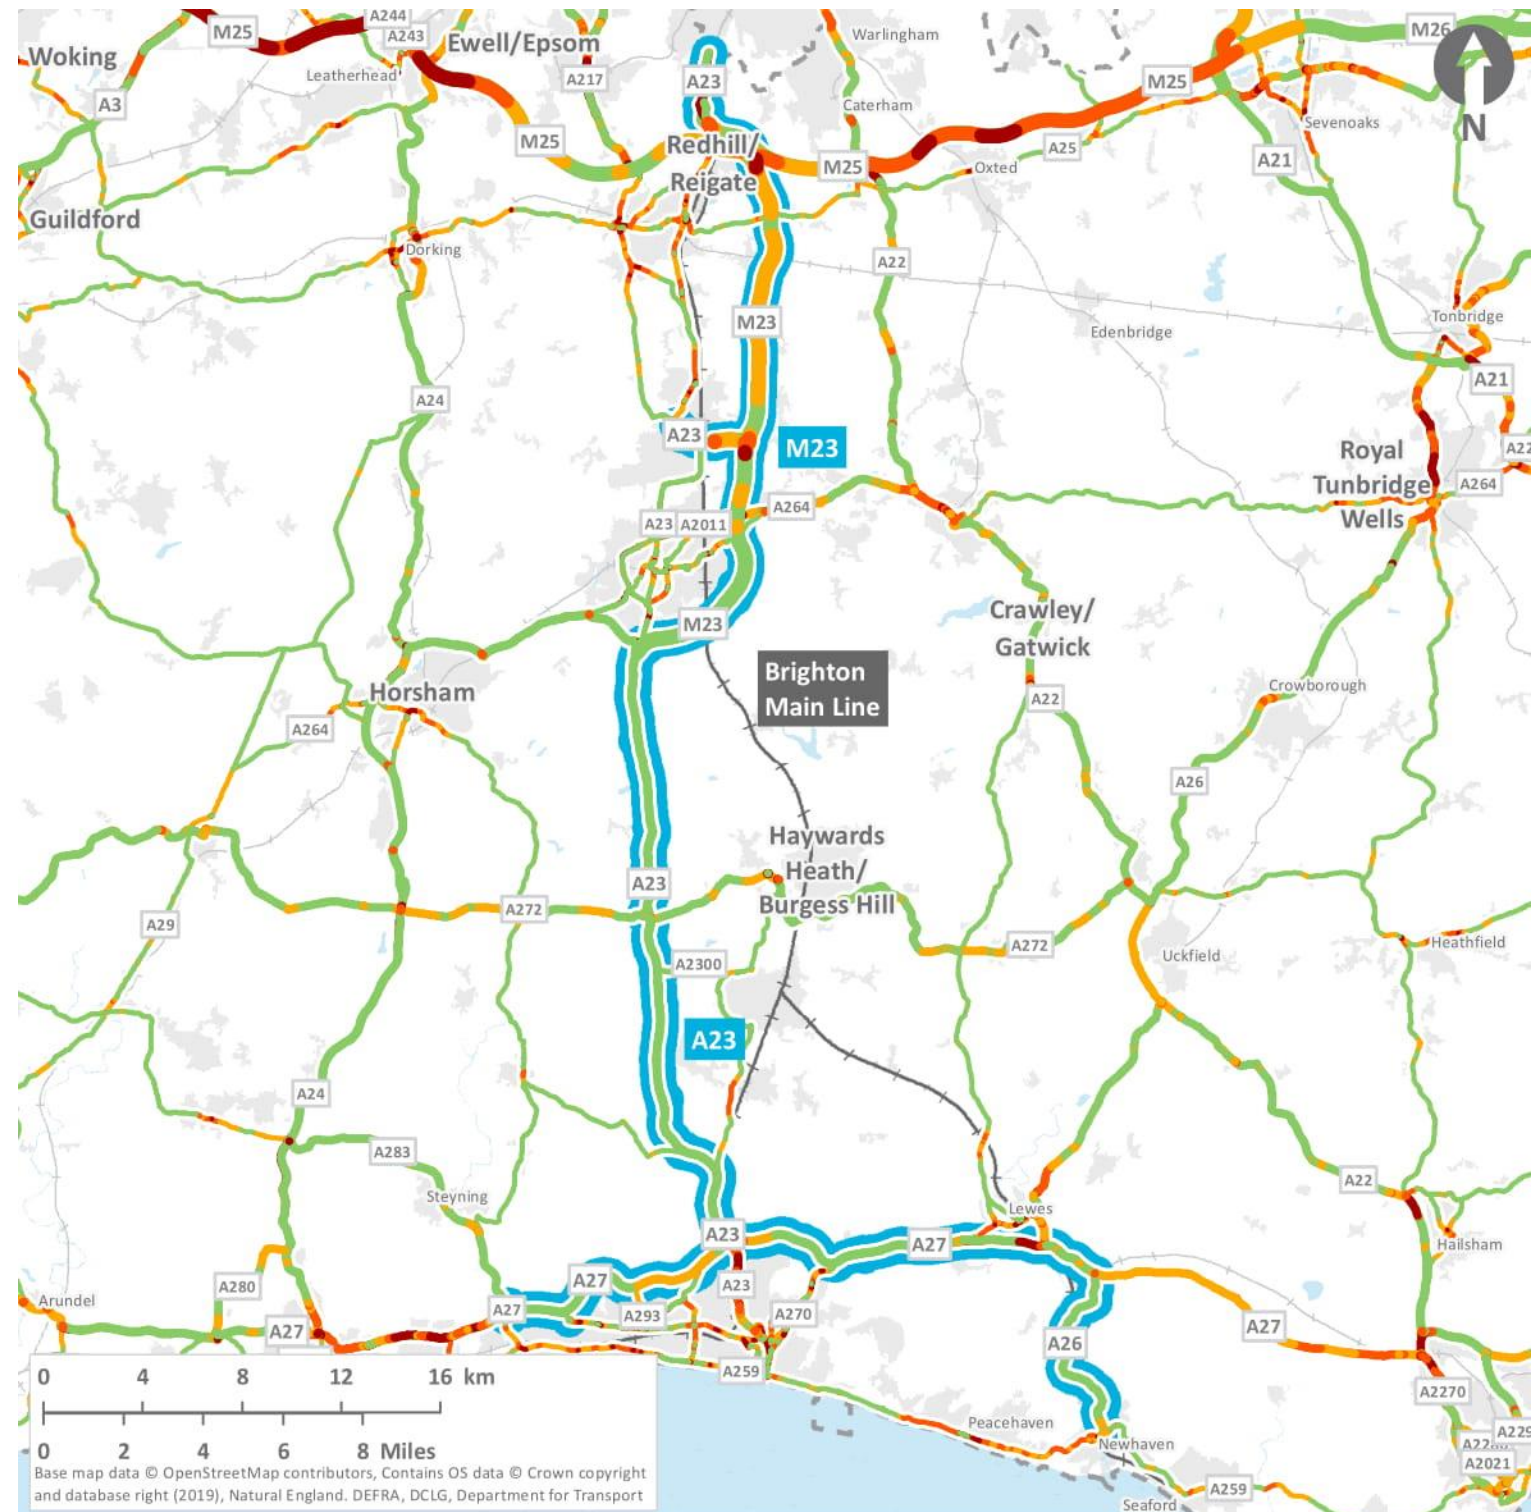 A244
M25
A243
Ewell/Epsom
Warlingham
M26
Woking
Leatherhead
A217
A23
M25
A3
Caterham
Sevenoaks
N
M25
Redhill/
Reigate
M25
A25
Oxted
A21
Guildford
Dorking
A22
M23
Edenbridge
Tonbridge
A24
A21
A23
M23
Royal
Tunbridge
Wells
A264
A264
A23
A2011
M23
Crawley/
Gatwick
Brighton
Main Line
Horsham
Crowborough
A22
A264
A26
Haywards
Heath/
Burgess Hill
A23
A272
A29
A272
Heathfield
Uckfield
A2300
A23
A24
A283
A22
Steyning
Lewes
A23
A27
Hailsham
A27
A23
A280
Arundel
A27
A293
A270
A27
A27
A26
A259
0 4 8 12 16 km
A2270
Peacehaven
0 2 4 6 8 Miles
Newhaven
A2021
Base map data © OpenStreetMap contributors, Contains OS data © Crown copyright
and database right (2019), Natural England. DEFRA, DCLG, Department for Transport
A259
Seaford